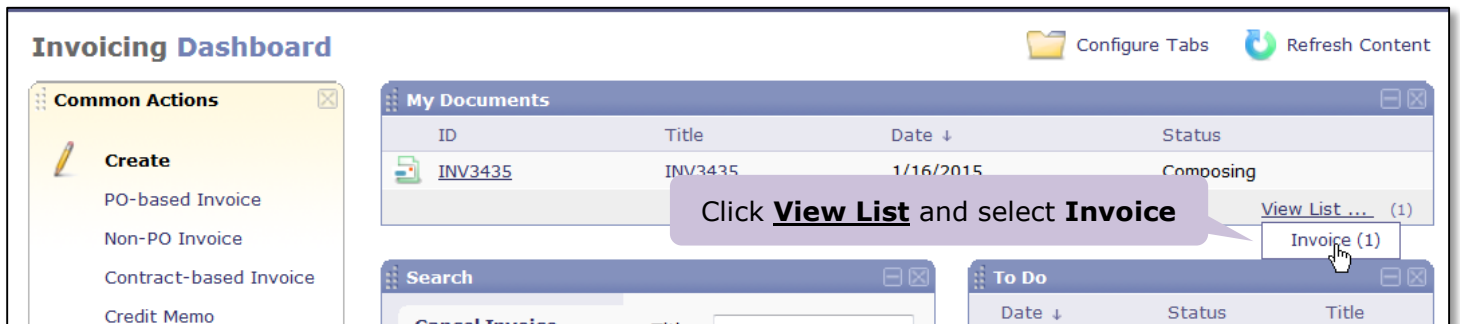 Invoicing Dashboard
Configure Tabs
Refresh Content
Common Actions
Create
PO-based Invoice
Non-PO Invoice
Contract-based Invoice
Credit Memo
My Documents
ID Title Date ↓ Status
INV3435 INV3435 1/16/2015 Composing
View List ... (1)
Invoice (1)
Click View List and select Invoice
Search
Cancel Invoice
To Do
Date ↓ Status Title